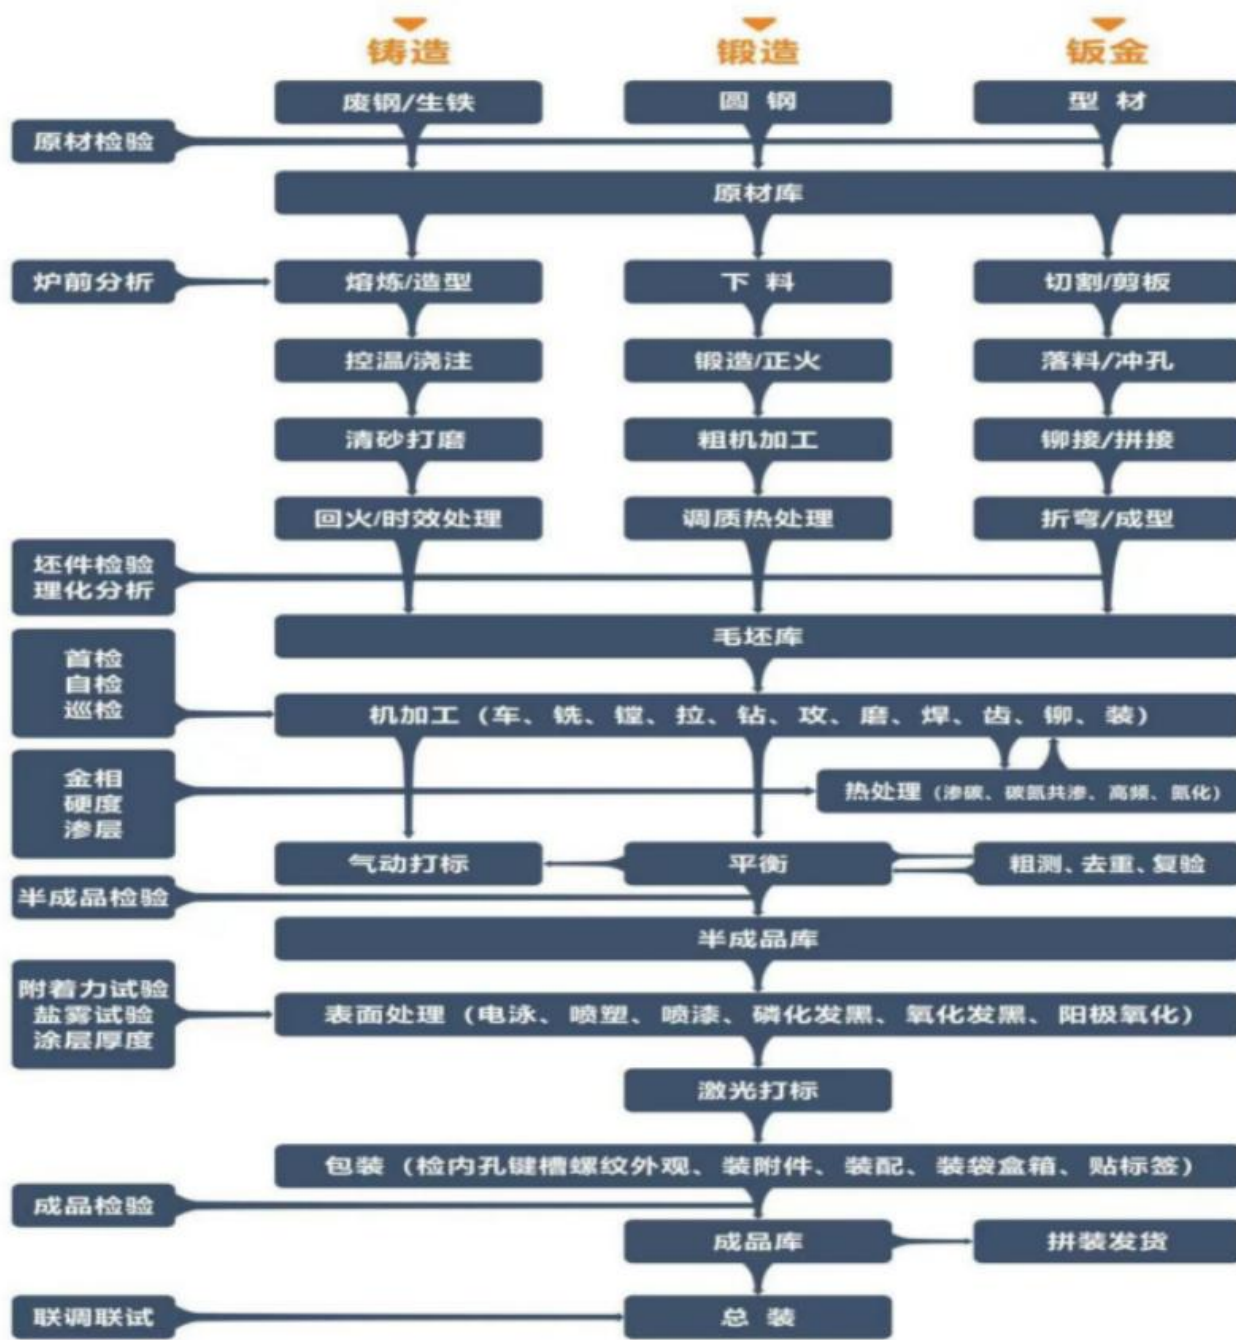 铸造
锻造
钣金
废钢/生铁
圆 钢
型 材
原材检验
原材库
炉前分析
熔炼/造型
下 料
切割/剪板
控温/浇注
锻造/正火
落料/冲孔
清砂打磨
粗机加工
铆接/拼接
回火/时效处理
调质热处理
折弯/成型
坯件检验
理化分析
毛坯库
首检
自检
巡检
机加工（车、铣、镗、拉、钻、攻、磨、焊、齿、铆、装）
金相
硬度
渗层
热处理（渗碳、碳氮共渗、高频、氮化）
气动打标
平衡
粗测、去重、复验
半成品检验
半成品库
附着力试验
盐雾试验
涂层厚度
表面处理（电泳、喷塑、喷漆、磷化发黑、氧化发黑、阳极氧化）
激光打标
包装（检内孔键槽螺纹外观、装附件、装配、装袋盒箱、贴标签）
成品检验
成品库
拼装发货
联调联试
总 装